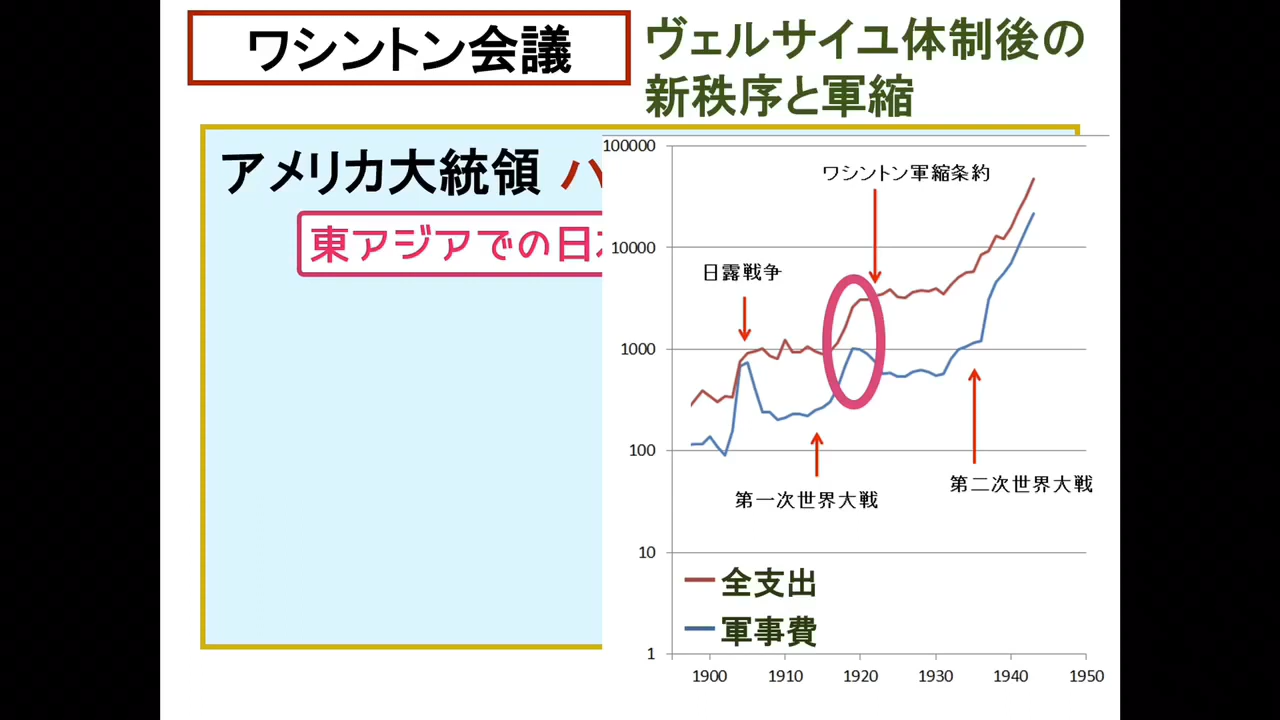 ワシントン会議
ヴェルサイユ体制後の
新秩序と軍縮
アメリカ大統領 ハ
東アジアでの日
100000
10000
1000
100
10
1
ワシントン軍縮条約
日露戦争
第一次世界大戦
第二次世界大戦
全支出
軍事費
1900 1910 1920 1930 1940 1950